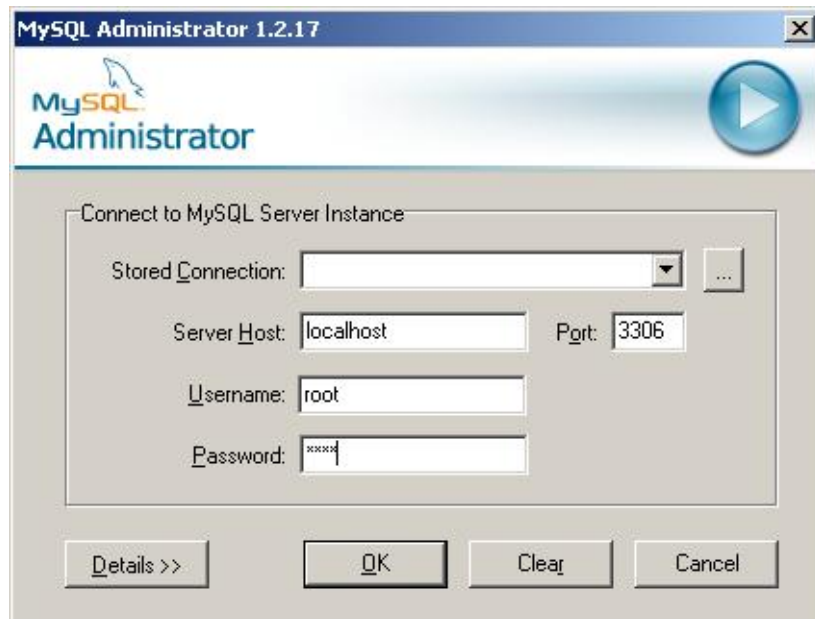 MySQL Administrator 1.2.17
MySQL
Administrator
Connect to MySQL Server Instance
Stored Connection:
...
Server Host: localhost Port: 3306
Username: root
Password: ****
Details >> OK Clear Cancel